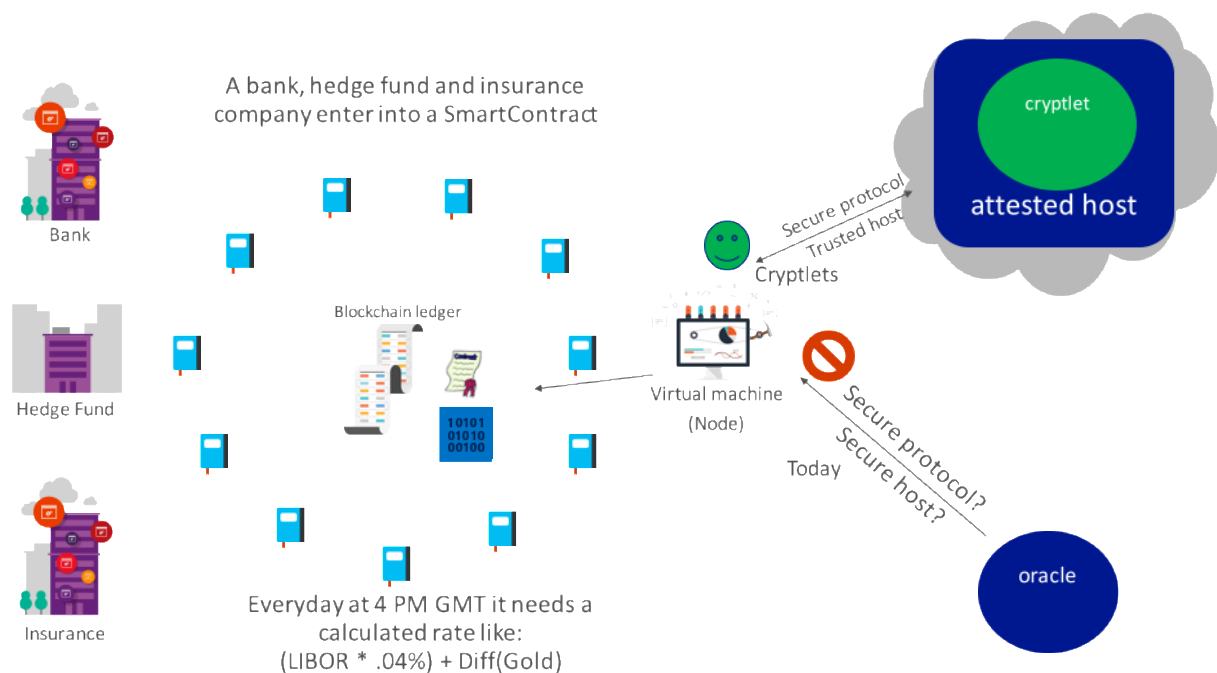 A bank, hedge fund and insurance
company enter into a SmartContract
Bank
Hedge Fund
Insurance
Blockchain ledger
Contract
10101
01010
00100
Everyday at 4 PM GMT it needs a
calculated rate like:
(LIBOR * .04%) + Diff(Gold)
cryptlet
attested host
Secure protocol
Trusted host
Cryptlets
Virtual machine
(Node)
Today
Secure protocol?
Secure host?
oracle